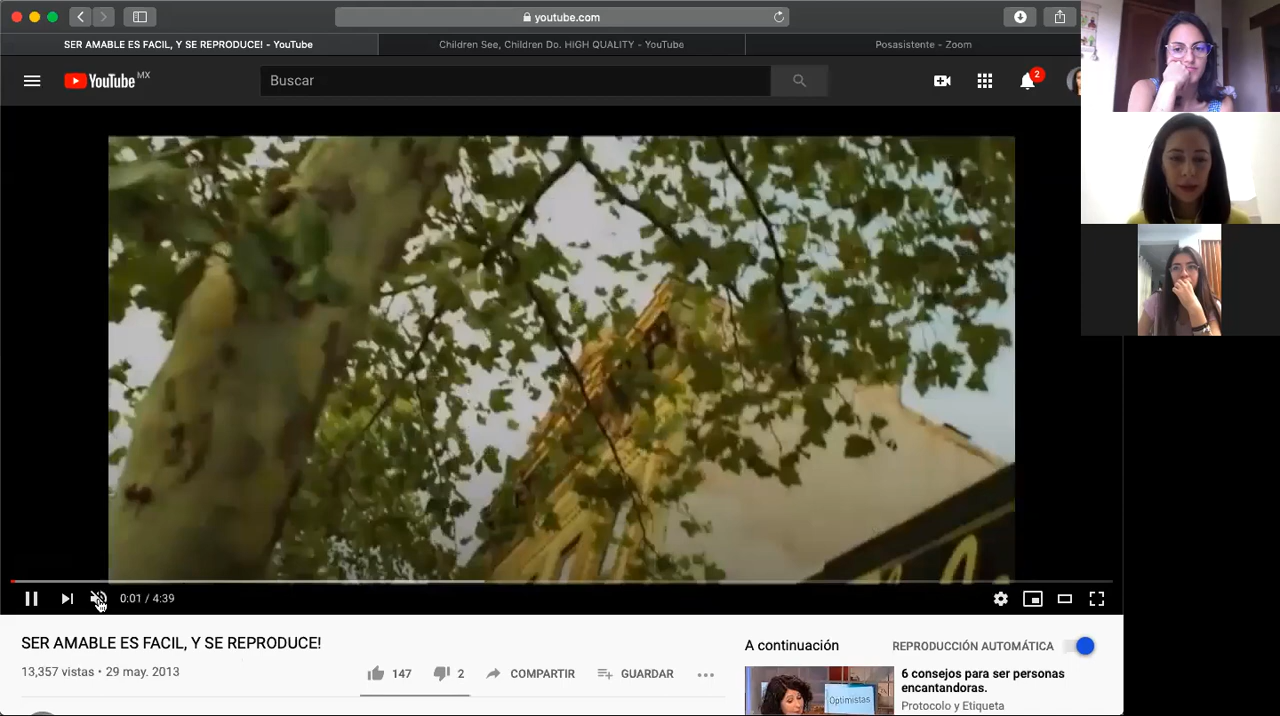 youtube.com
SER AMABLE ES FACIL, Y SE REPRODUCE! - YouTube
Children See, Children Do. HIGH QUALITY - YouTube
Posasistente - Zoom
YouTube MX
Buscar
2
0:01 / 4:39
SER AMABLE ES FACIL, Y SE REPRODUCE!
13,357 vistas • 29 may. 2013
147
2
COMPARTIR
GUARDAR
A continuación
REPRODUCCIÓN AUTOMÁTICA
Optimistas
6 consejos para ser personas
encantandoras.
Protocolo y Etiqueta